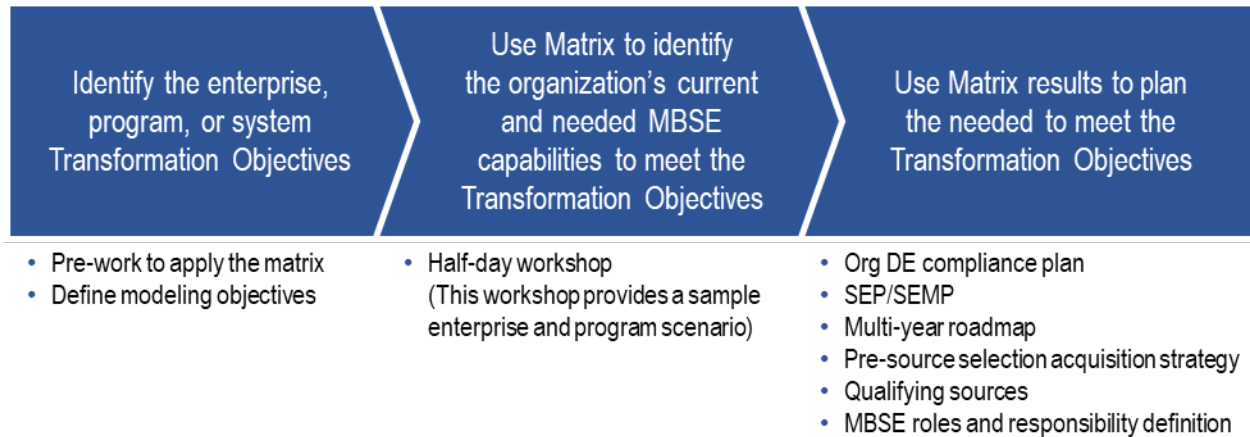 Identify the enterprise,
program, or system
Transformation Objectives
Use Matrix to identify
the organization's current
and needed MBSE
capabilities to meet the
Transformation Objectives
Use Matrix results to plan
the needed to meet the
Transformation Objectives
• Pre-work to apply the matrix
• Define modeling objectives
• Half-day workshop
(This workshop provides a sample
enterprise and program scenario)
• Org DE compliance plan
• SEP/SEMP
• Multi-year roadmap
• Pre-source selection acquisition strategy
• Qualifying sources
• MBSE roles and responsibility definition